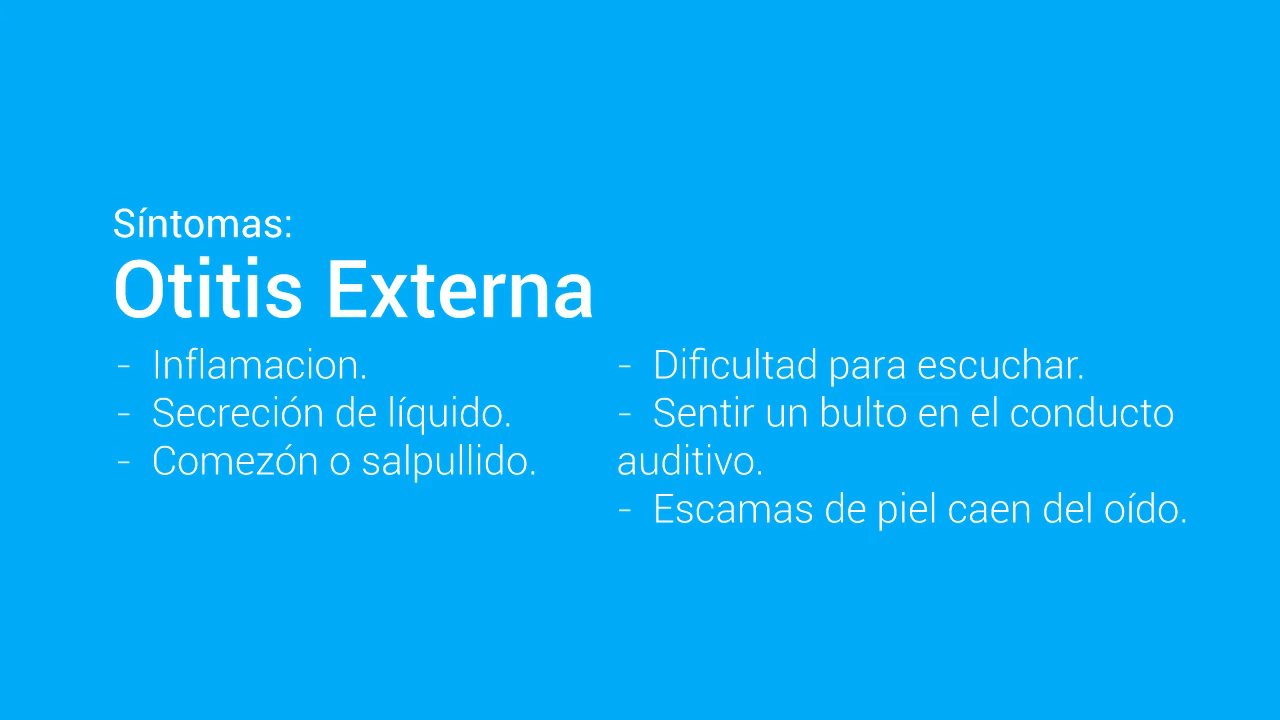 Síntomas:
Otitis Externa
- Inflamacion.
- Secreción de líquido.
- Comezón o salpullido.
- Dificultad para escuchar.
- Sentir un bulto en el conducto
auditivo.
- Escamas de piel caen del oído.